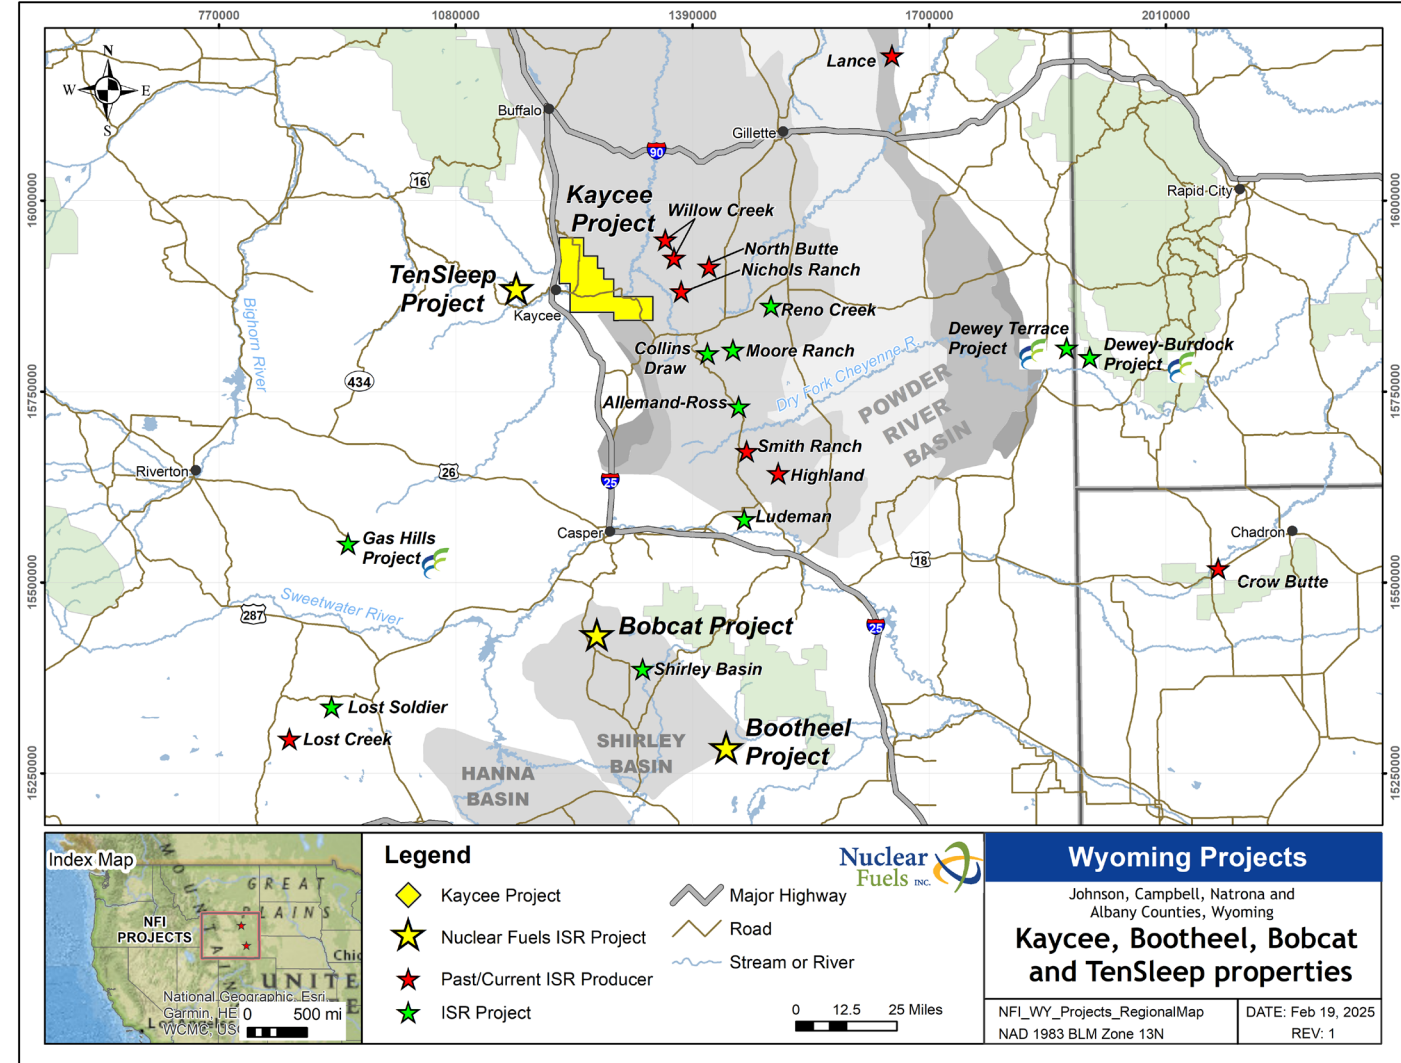 770000
1080000
1390000
1700000
2010000
N
W
E
S
Lance
Buffalo
Gillette
90
16
Rapid City
16000000
16000000
Kaycee
Project
Willow Creek
North Butte
Nichols Ranch
TenSleep
Project
Kaycee
Reno Creek
Bighorn River
Dewey Terrace
Project
Dewey-Burdock
Project
Collins
Draw
Moore Ranch
Dry Fork Cheyenne R
434
15750000
15750000
Allemand-Ross
POWDER
RIVER
BASIN
Smith Ranch
Highland
Riverton
26
25
Ludeman
Casper
Chadron
Gas Hills
Project
18
Crow Butte
15500000
15500000
Sweetwater River
287
25
Bobcat Project
Shirley Basin
Lost Soldier
Lost Creek
Bootheel
Project
SHIRLEY
BASIN
HANNA
BASIN
15250000
15250000
Index Map
MOUNTAIN
GREAT
PLAINS
NFI
PROJECTS
Chic
UNITE
National Geographic, Esri,
Garmin, HE
WCMC, USG
0 500 mi
Legend
Kaycee Project
Nuclear Fuels ISR Project
Past/Current ISR Producer
ISR Project
Major Highway
Road
Stream or River
Nuclear
Fuels INC.
0 12.5 25 Miles
Wyoming Projects
Johnson, Campbell, Natrona and
Albany Counties, Wyoming
Kaycee, Bootheel, Bobcat
and TenSleep properties
NFI_WY_Projects_RegionalMap
NAD 1983 BLM Zone 13N
DATE: Feb 19, 2025
REV: 1